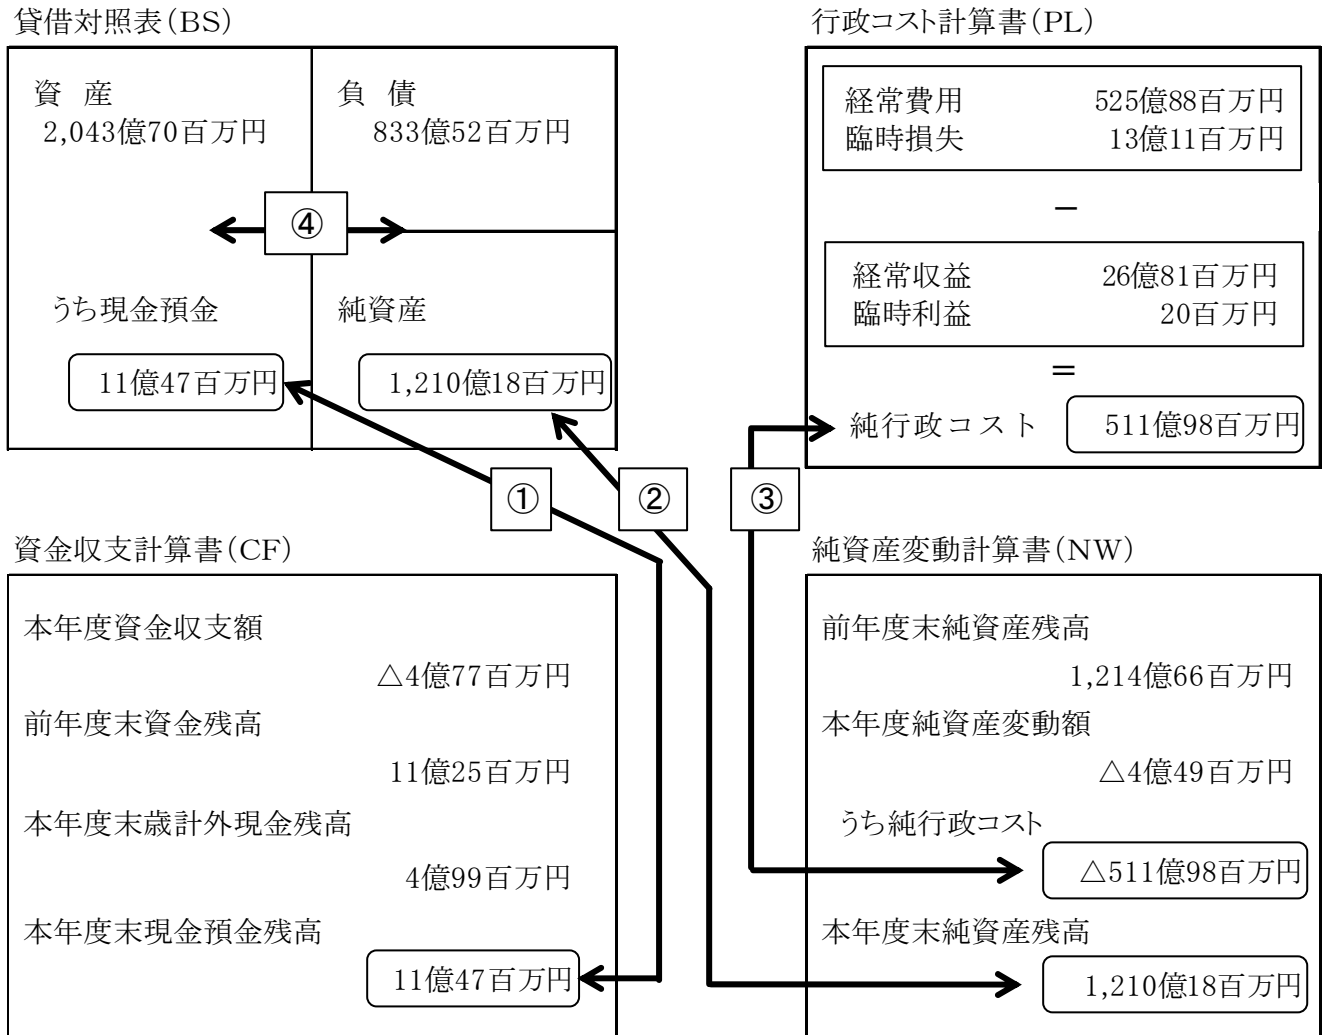 貸借対照表(BS)
資 産
2,043億70百万円
負 債
833億52百万円
④
うち現金預金
11億47百万円
純資産
1,210億18百万円
行政コスト計算書(PL)
経常費用 525億88百万円
臨時損失 13億11百万円
－
経常収益 26億81百万円
臨時利益 20百万円
＝
純行政コスト 511億98百万円
① ② ③
資金収支計算書(CF)
本年度資金収支額
△4億77百万円
前年度末資金残高
11億25百万円
本年度末歳計外現金残高
4億99百万円
本年度末現金預金残高
11億47百万円
純資産変動計算書(NW)
前年度末純資産残高
1,214億66百万円
本年度純資産変動額
△4億49百万円
うち純行政コスト
△511億98百万円
本年度末純資産残高
1,210億18百万円